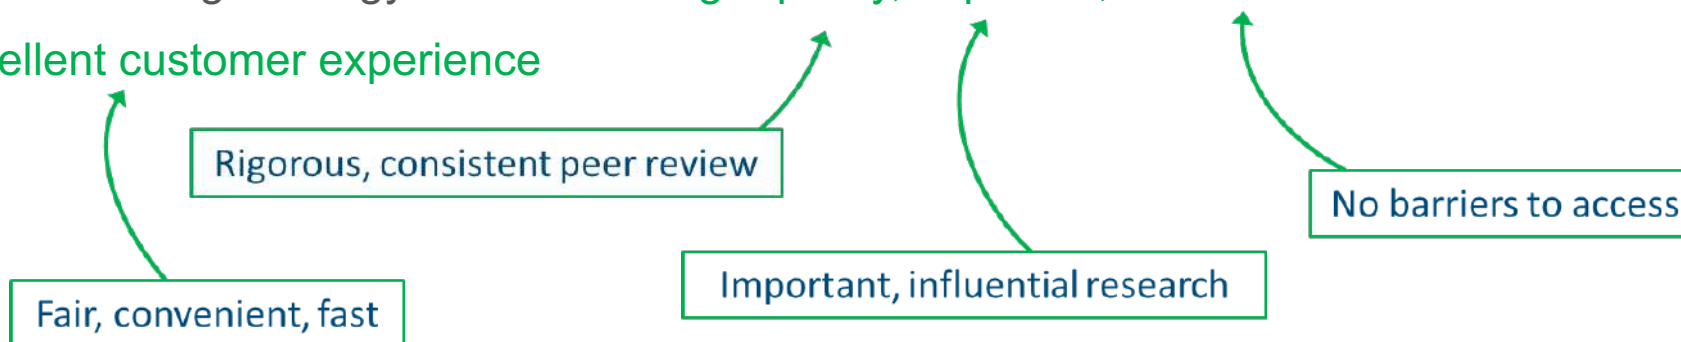 ellent customer experience
Rigorous, consistent peer review
No barriers to access
Important, influential research
Fair, convenient, fast